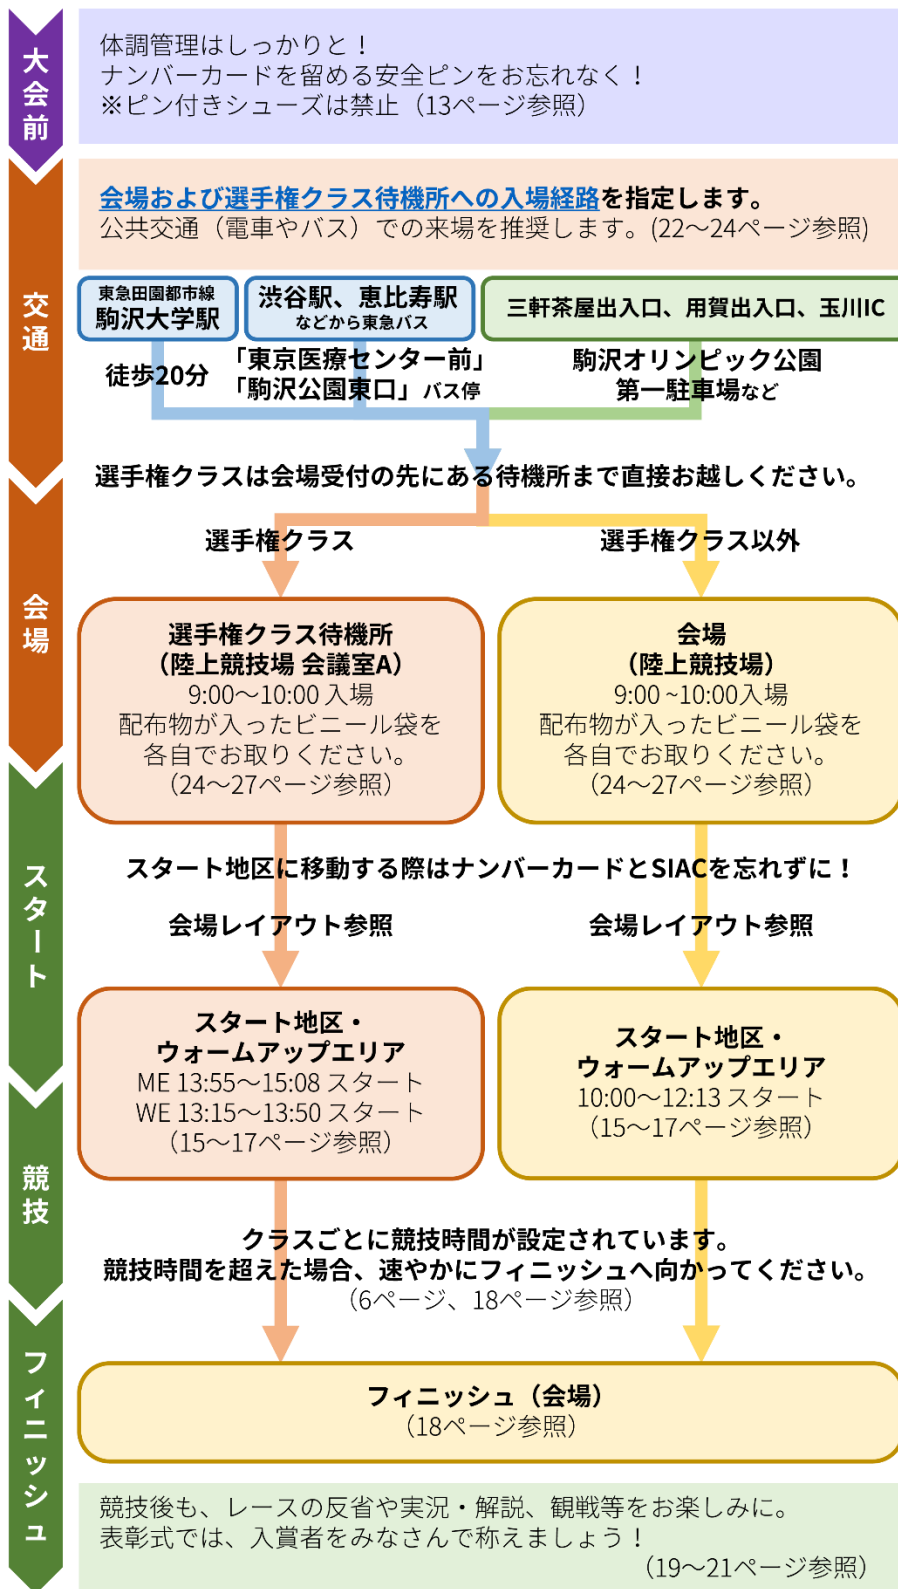 大会前
体調管理はしっかりと！
ナンバーカードを留める安全ピンをお忘れなく！
※ピン付きシューズは禁止（13ページ参照）
交通
会場および選手権クラス待機所への入場経路を指定します。
公共交通（電車やバス）での来場を推奨します。(22～24ページ参照)
東急田園都市線
駒沢大学駅
渋谷駅、恵比寿駅
などから東急バス
三軒茶屋出入口、用賀出入口、玉川IC
徒歩20分
「東京医療センター前」
「駒沢公園東口」バス停
駒沢オリンピック公園
第一駐車場など
選手権クラスは会場受付の先にある待機所まで直接お越しください。
会場
選手権クラス
選手権クラス以外
選手権クラス待機所
（陸上競技場 会議室A）
9:00～10:00 入場
配布物が入ったビニール袋を
各自でお取りください。
（24～27ページ参照）
会場
（陸上競技場）
9:00 ~10:00入場
配布物が入ったビニール袋を
各自でお取りください。
（24～27ページ参照）
スタート
スタート地区に移動する際はナンバーカードとSIACを忘れずに！
会場レイアウト参照
会場レイアウト参照
スタート地区・
ウォームアップエリア
ME 13:55～15:08 スタート
WE 13:15～13:50 スタート
（15～17ページ参照）
スタート地区・
ウォームアップエリア
10:00～12:13 スタート
（15～17ページ参照）
競技
クラスごとに競技時間が設定されています。
競技時間を超えた場合、速やかにフィニッシュへ向かってください。
（6ページ、18ページ参照）
フィニッシュ
フィニッシュ（会場）
（18ページ参照）
競技後も、レースの反省や実況・解説、観戦等をお楽しみに。
表彰式では、入賞者をみなさんで称えましょう！
（19～21ページ参照）